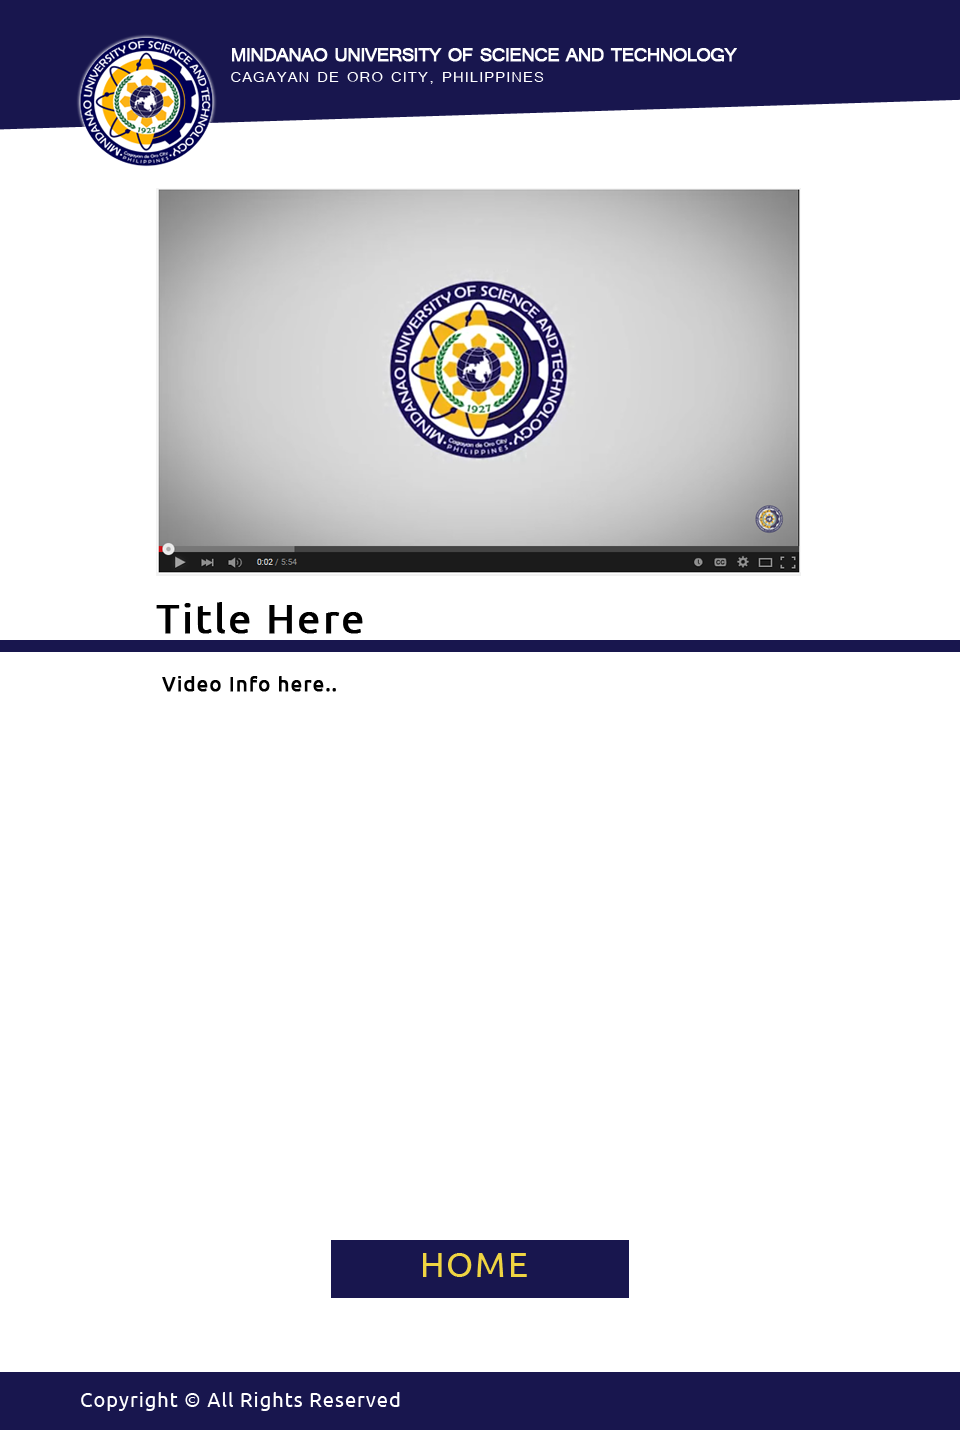 MINDANAO UNIVERSITY OF SCIENCE AND TECHNOLOGY
CAGAYAN DE ORO CITY, PHILIPPINES
MINDANAO UNIVERSITY OF SCIENCE AND TECHNOLOGY
1927
Cagayan de Oro City
PHILIPPINES
MINDANAO UNIVERSITY OF SCIENCE AND TECHNOLOGY
1927
Cagayan de Oro City
PHILIPPINES
0:02 / 5:54
CC
Title Here
Video Info here..
HOME
Copyright © All Rights Reserved